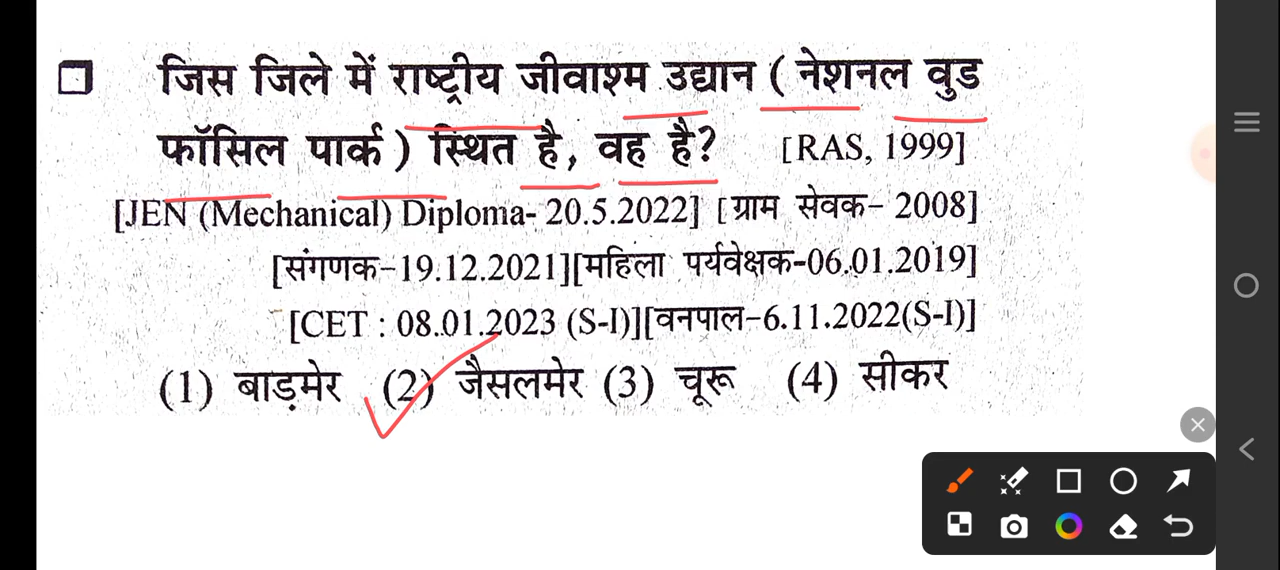 जिस जिले में राष्ट्रीय जीवाश्म उद्यान ( नेशनल वुड
फॉसिल पार्क ) स्थित है, वह है? [RAS, 1999]
[JEN (Mechanical) Diploma- 20.5.2022] [ग्राम सेवक- 2008]
[संगणक-19.12.2021][महिला पर्यवेक्षक-06.01.2019]
[CET : 08.01.2023 (S-I)][वनपाल-6.11.2022(S-I)]
(1) बाड़मेर (2) जैसलमेर (3) चूरू (4) सीकर